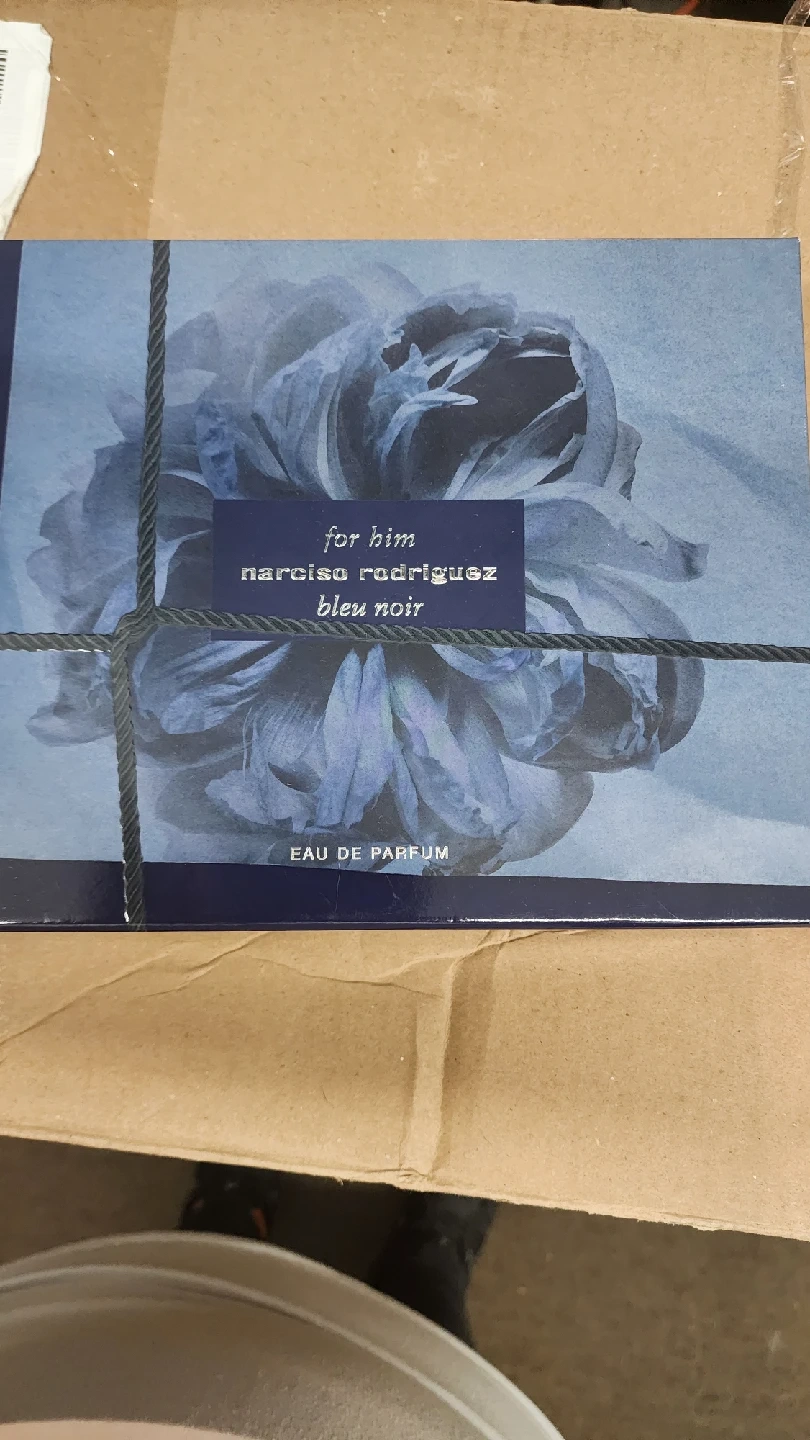 for him
narciso rodriguez
bleu noir
EAU DE PARFUM